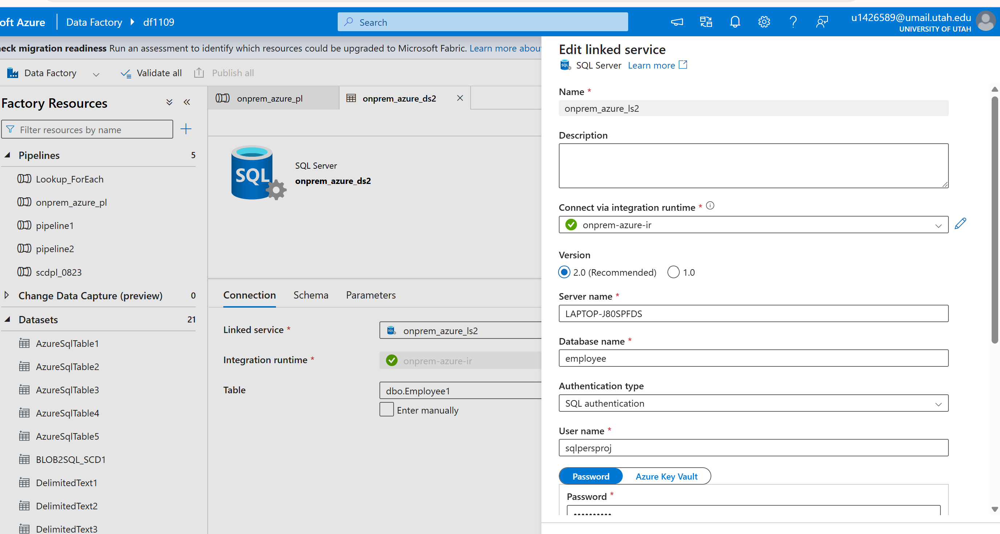 oft Azure
Data Factory
df1109
Search
u1426589@umail.utah.edu
UNIVERSITY OF UTAH
eck migration readiness Run an assessment to identify which resources could be upgraded to Microsoft Fabric. Learn more abou
Data Factory
Validate all
Publish all
Factory Resources
Filter resources by name
Pipelines 5
Lookup_ForEach
onprem_azure_pl
pipeline1
pipeline2
scdpl_0823
Change Data Capture (preview) 0
Datasets 21
AzureSqlTable1
AzureSqlTable2
AzureSqlTable3
AzureSqlTable4
AzureSqlTable5
BLOB2SQL_SCD1
DelimitedText1
DelimitedText2
DelimitedText3
onprem_azure_pl
onprem_azure_ds2
SQL
SQL Server
onprem_azure_ds2
Connection
Schema
Parameters
Linked service *
SQL
onprem_azure_ls2
Integration runtime *
onprem-azure-ir
Table
dbo.Employee1
Enter manually
Edit linked service
SQL
SQL Server
Learn more
Name *
onprem_azure_ls2
Description
Connect via integration runtime *
onprem-azure-ir
Version
2.0 (Recommended)
1.0
Server name *
LAPTOP-J80SPFDS
Database name *
employee
Authentication type
SQL authentication
User name *
sqlpersproj
Password
Azure Key Vault
Password *
••••••••••